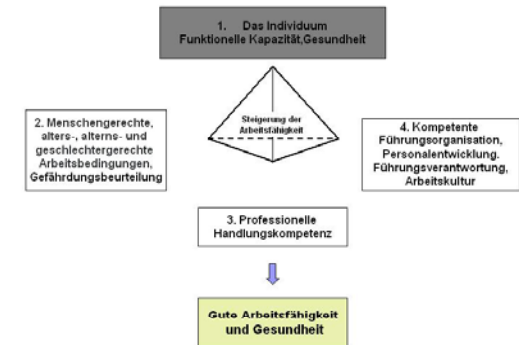 1. Das Individuum
Funktionelle Kapazität,Gesundheit
Steigerung der
Arbeitsfähigkeit
2. Menschengerechte,
alters-, alterns- und
geschlechtergerechte
Arbeitsbedingungen,
Gefährdungsbeurteilung
4. Kompetente
Führungsorganisation,
Personalentwicklung.
Führungsverantwortung,
Arbeitskultur
3. Professionelle
Handlungskompetenz
Gute Arbeitsfähigkeit
und Gesundheit